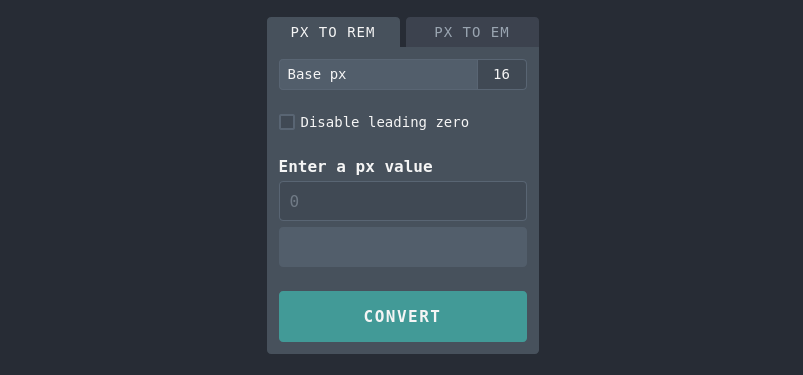 PX TO REM PX TO EM
Base px 16
Disable leading zero
Enter a px value
0
CONVERT